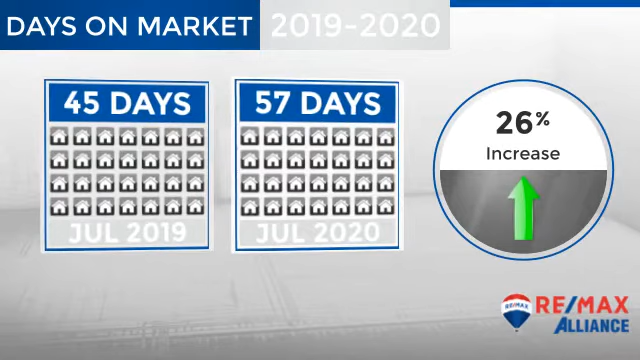 DAYS ON MARKET 2019-2020
45 DAYS
JUL 2019
57 DAYS
JUL 2020
26%
Increase
RE/MAX
RE/MAX
ALLIANCE